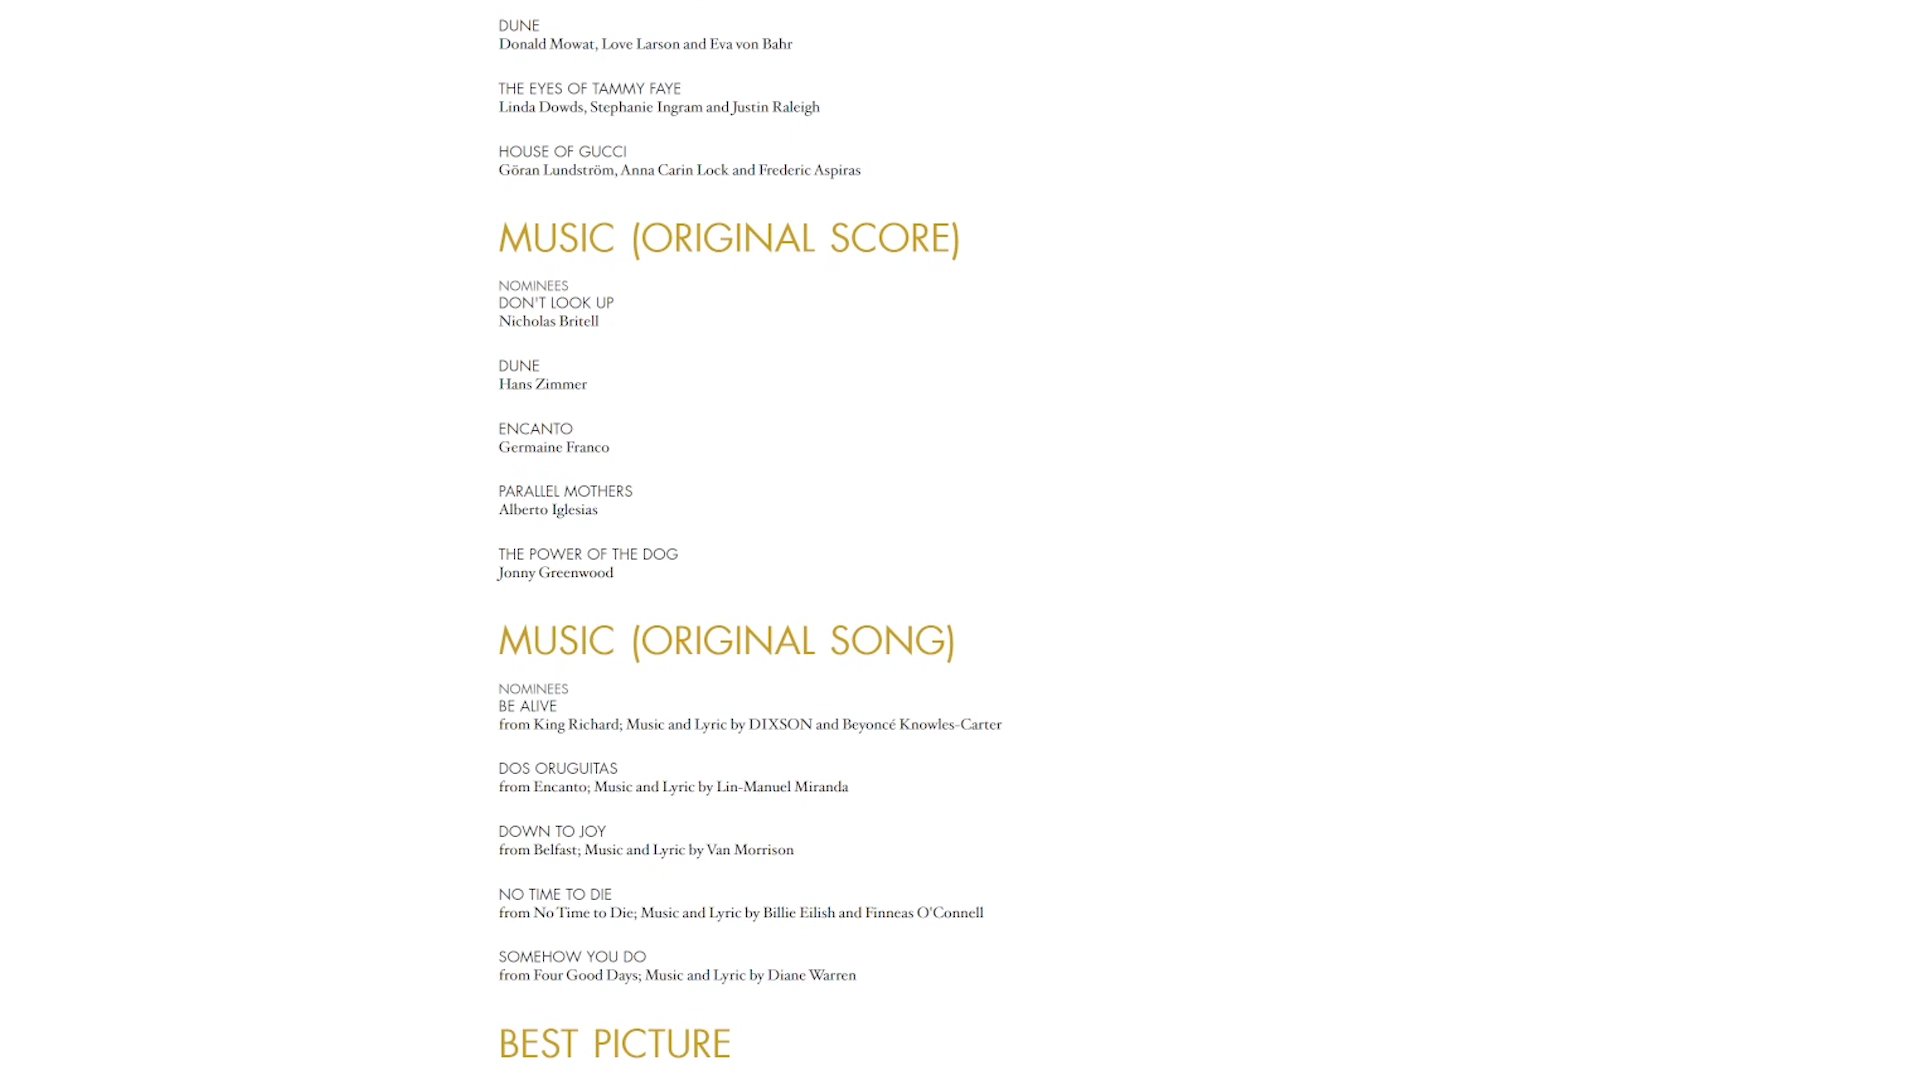 DUNE
Donald Mowat, Love Larson and Eva von Bahr
THE EYES OF TAMMY FAYE
Linda Dowds, Stephanie Ingram and Justin Raleigh
HOUSE OF GUCCI
Göran Lundström, Anna Carin Lock and Frederic Aspiras
MUSIC (ORIGINAL SCORE)
NOMINEES
DON'T LOOK UP
Nicholas Britell
DUNE
Hans Zimmer
ENCANTO
Germaine Franco
PARALLEL MOTHERS
Alberto Iglesias
THE POWER OF THE DOG
Jonny Greenwood
MUSIC (ORIGINAL SONG)
NOMINEES
BE ALIVE
from King Richard; Music and Lyric by DIXSON and Beyoncé Knowles-Carter
DOS ORUGUITAS
from Encanto; Music and Lyric by Lin-Manuel Miranda
DOWN TO JOY
from Belfast; Music and Lyric by Van Morrison
NO TIME TO DIE
from No Time to Die; Music and Lyric by Billie Eilish and Finneas O'Connell
SOMEHOW YOU DO
from Four Good Days; Music and Lyric by Diane Warren
BEST PICTURE